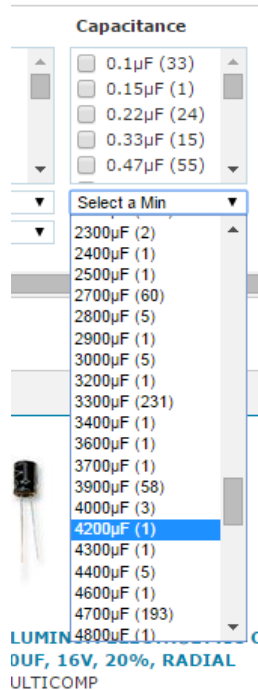 Capacitance
0.1µF (33)
0.15µF (1)
0.22µF (24)
0.33µF (15)
0.47µF (55)
Select a Min
2300µF (2)
2400µF (1)
2500µF (1)
2700µF (60)
2800µF (5)
2900µF (1)
3000µF (5)
3200µF (1)
3300µF (231)
3400µF (1)
3600µF (1)
3700µF (1)
3900µF (58)
4000µF (3)
4200µF (1)
4300µF (1)
4400µF (5)
4600µF (1)
4700µF (193)
4800µF (1)
LUMIN
0UF, 16V, 20%, RADIAL
ULTICOMP